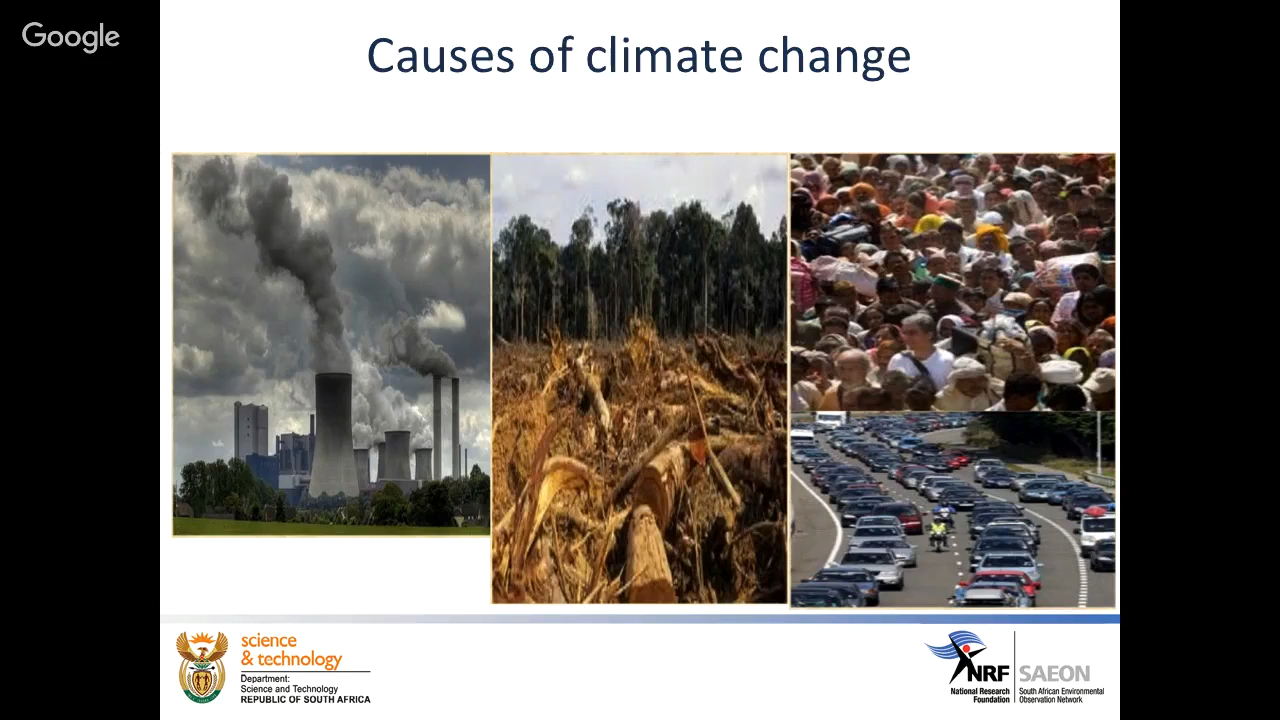 Google
Causes of climate change
science
& technology
Department:
Science and Technology
REPUBLIC OF SOUTH AFRICA
NRF
National Research
Foundation
SAEON
South African Environmental
Observation Network